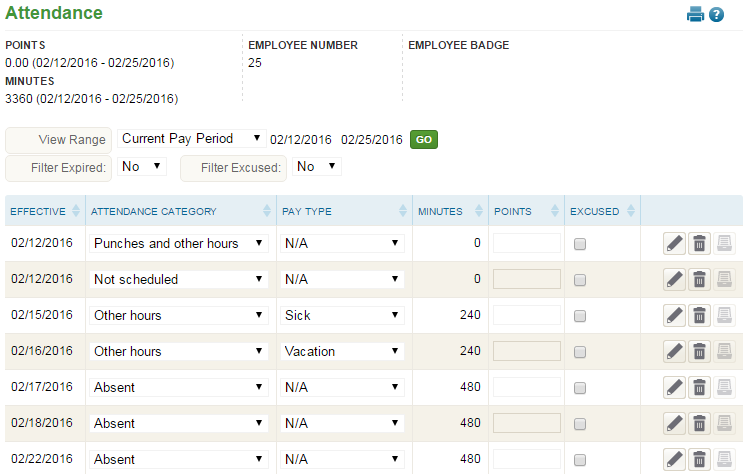 Attendance
POINTS
0.00 (02/12/2016 - 02/25/2016)
MINUTES
3360 (02/12/2016 - 02/25/2016)
EMPLOYEE NUMBER
25
EMPLOYEE BADGE
View Range Current Pay Period 02/12/2016 02/25/2016 GO
Filter Expired: No Filter Excused: No
EFFECTIVE ATTENDANCE CATEGORY PAY TYPE MINUTES POINTS EXCUSED
02/12/2016 Punches and other hours N/A 0
02/12/2016 Not scheduled N/A 0
02/15/2016 Other hours Sick 240
02/16/2016 Other hours Vacation 240
02/17/2016 Absent N/A 480
02/18/2016 Absent N/A 480
02/22/2016 Absent N/A 480